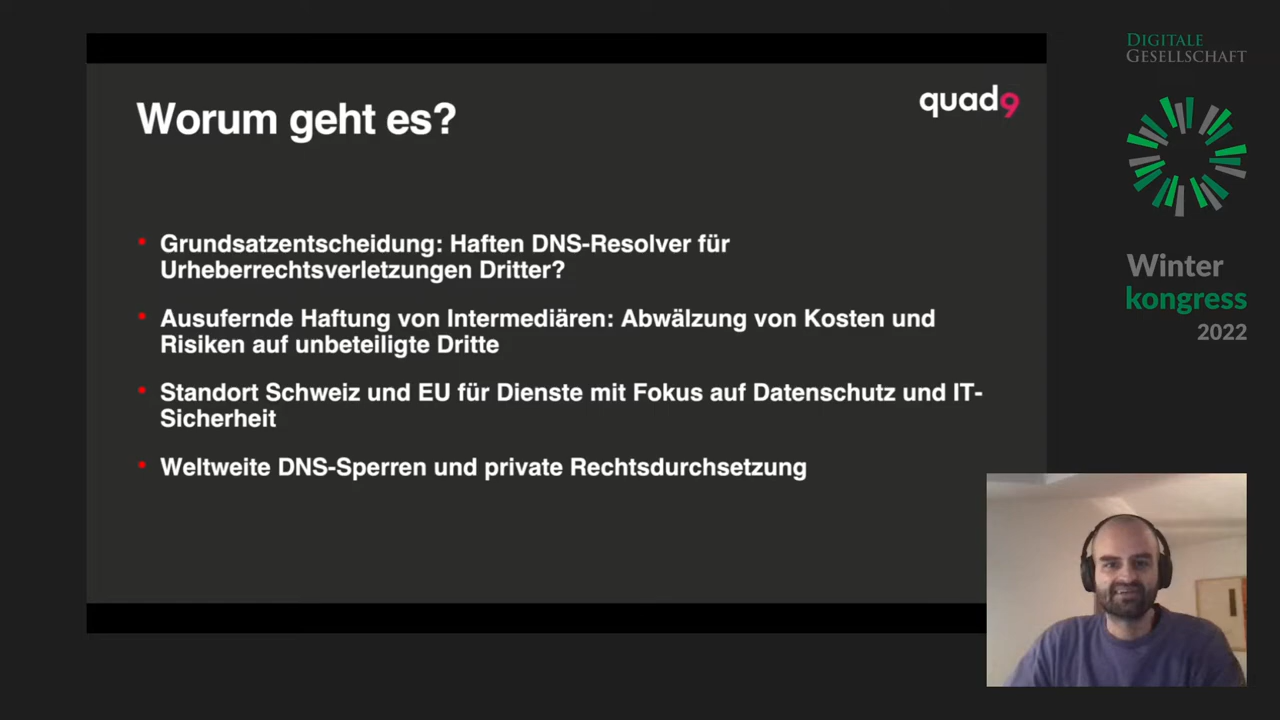 Worum geht es?
quad9
Grundsatzentscheidung: Haften DNS-Resolver für
Urheberrechtsverletzungen Dritter?
Ausufernde Haftung von Intermediären: Abwälzung von Kosten und
Risiken auf unbeteiligte Dritte
Standort Schweiz und EU für Dienste mit Fokus auf Datenschutz und IT-
Sicherheit
Weltweite DNS-Sperren und private Rechtsdurchsetzung
DIGITALE
GESELLSCHAFT
Winter
kongress
2022